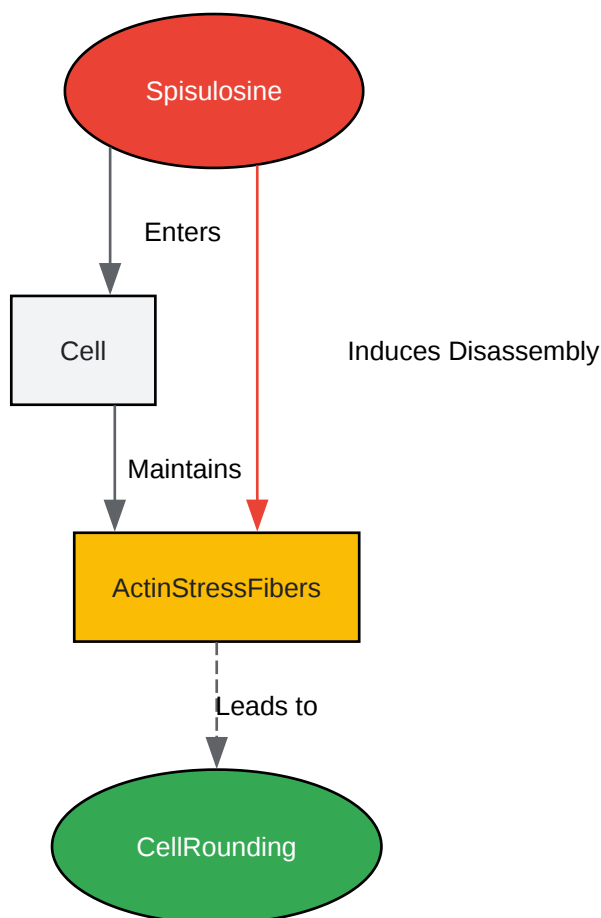 Spisulosine
Enters
Cell
Induces Disassembly
Maintains
ActinStressFibers
Leads to
CellRounding